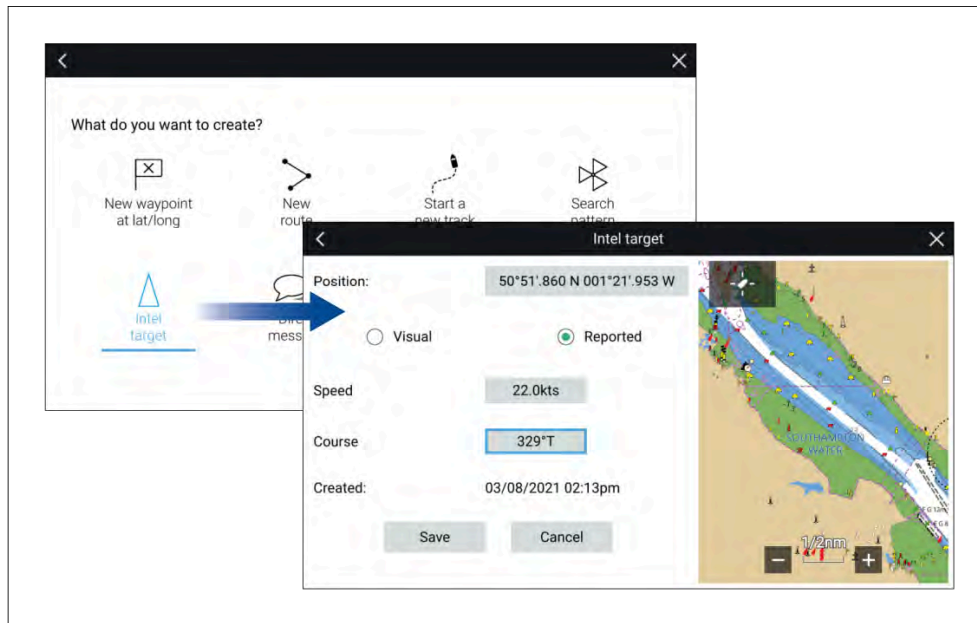 What do you want to create?
New waypoint
at lat/long
New
route
Start a
new track
Search
pattern
Intel
target
mess
Intel target
Position:
50°51'.860 N 001°21'.953 W
Visual
Reported
Speed
22.0kts
Course
329°T
Created:
03/08/2021 02:13pm
Save
Cancel
SOUTHAMPTON
WATER
1/2nm